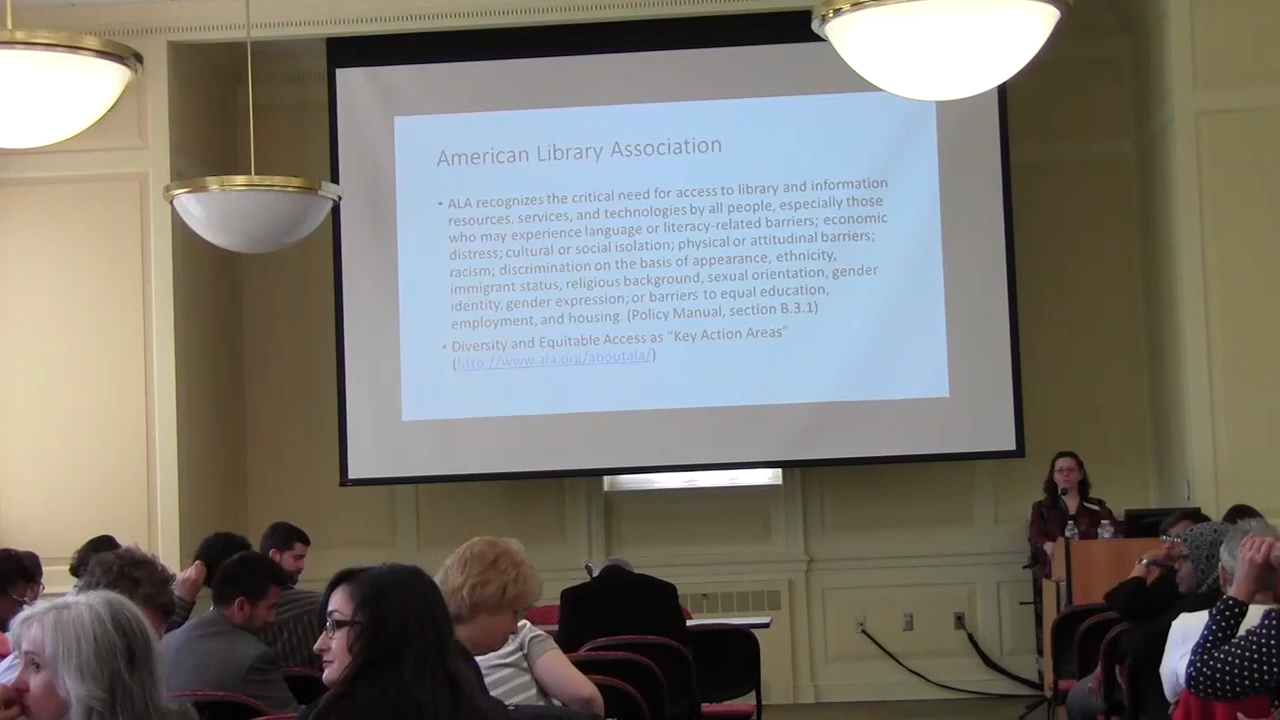 American Library Association
• ALA recognizes the critical need for access to library and information
resources, services, and technologies by all people, especially those
who may experience language or literacy-related barriers; economic
distress; cultural or social isolation; physical or attitudinal barriers;
racism; discrimination on the basis of appearance, ethnicity,
immigrant status, religious background, sexual orientation, gender
identity, gender expression; or barriers to equal education,
employment, and housing. (Policy Manual, section B.3.1)
• Diversity and Equitable Access as “Key Action Areas”
(http://www.ala.org/aboutala/)